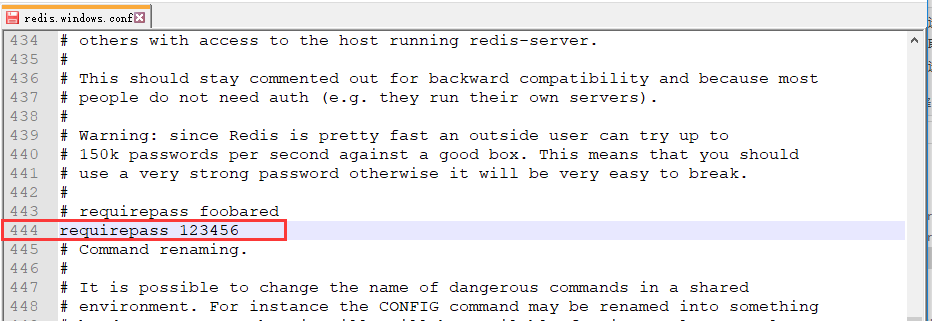 redis.windows.conf
434 # others with access to the host running redis-server.
435 #
436 # This should stay commented out for backward compatibility and because most
437 # people do not need auth (e.g. they run their own servers).
438 #
439 # Warning: since Redis is pretty fast an outside user can try up to
440 # 150k passwords per second against a good box. This means that you should
441 # use a very strong password otherwise it will be very easy to break.
442 #
443 # requirepass foobared
444 requirepass 123456
445 # Command renaming.
446 #
447 # It is possible to change the name of dangerous commands in a shared
448 # environment. For instance the CONFIG command may be renamed into something